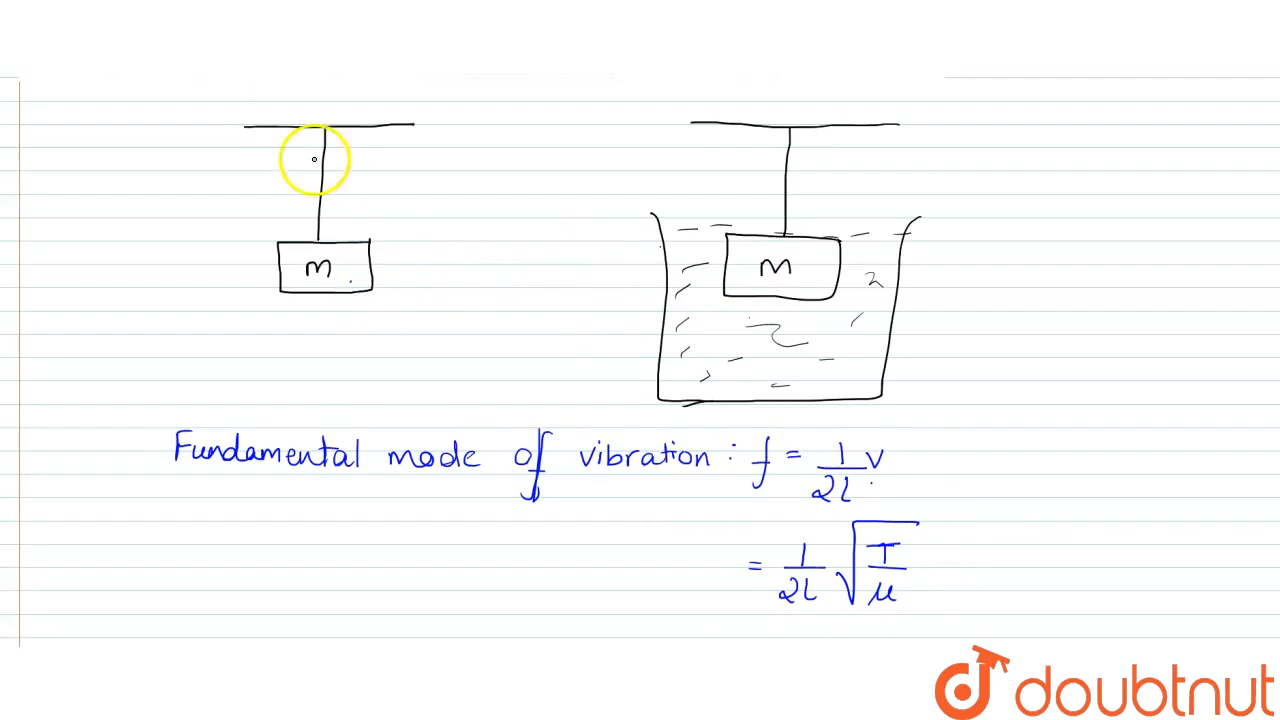 m
m
Fundamental mode of vibration : f = 1/2l v
= 1/2l √T/μ
doubtnut